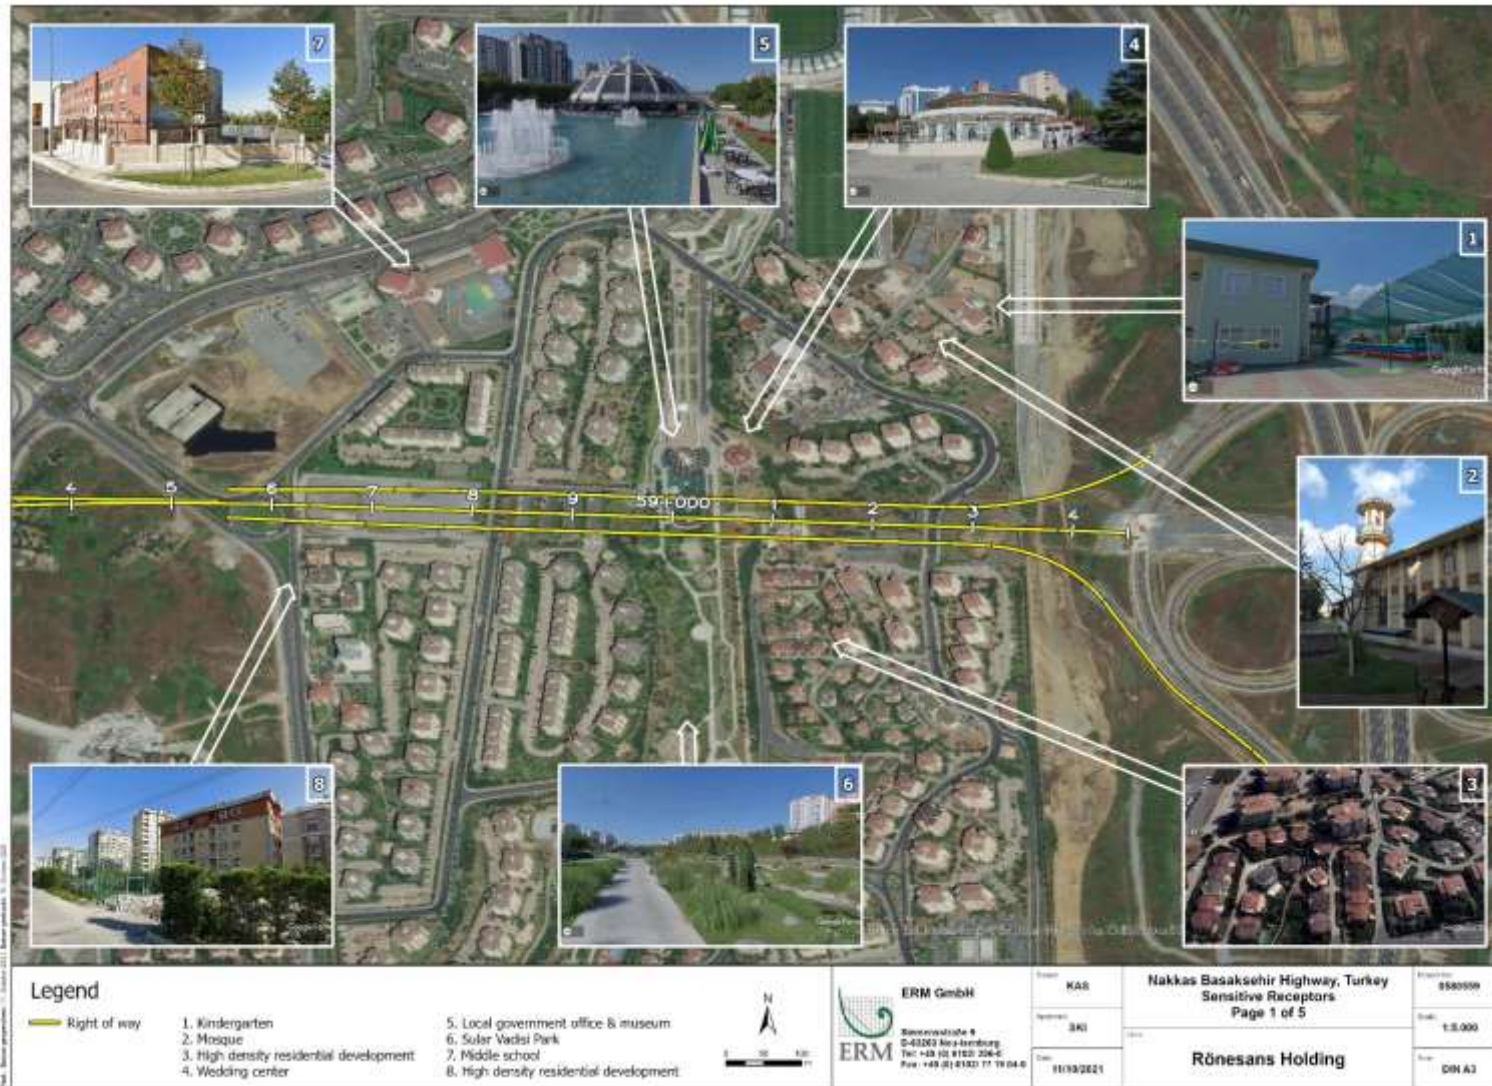 7
5
4
1
2
4
5
6
7
8
9
59+000
1
2
3
4
8
6
3
Legend
Right of way
1. Kindergarten
2. Mosque
3. High density residential development
4. Wedding center
5. Local government office & museum
6. Sular Vadisi Park
7. Middle school
8. High density residential development
N
ERM
ERM GmbH
KAS
SKI
11/10/2021
Nakkas Basaksehir Highway, Turkey
Sensitive Receptors
Page 1 of 5
Rönesans Holding
1:5.000
DIN A3